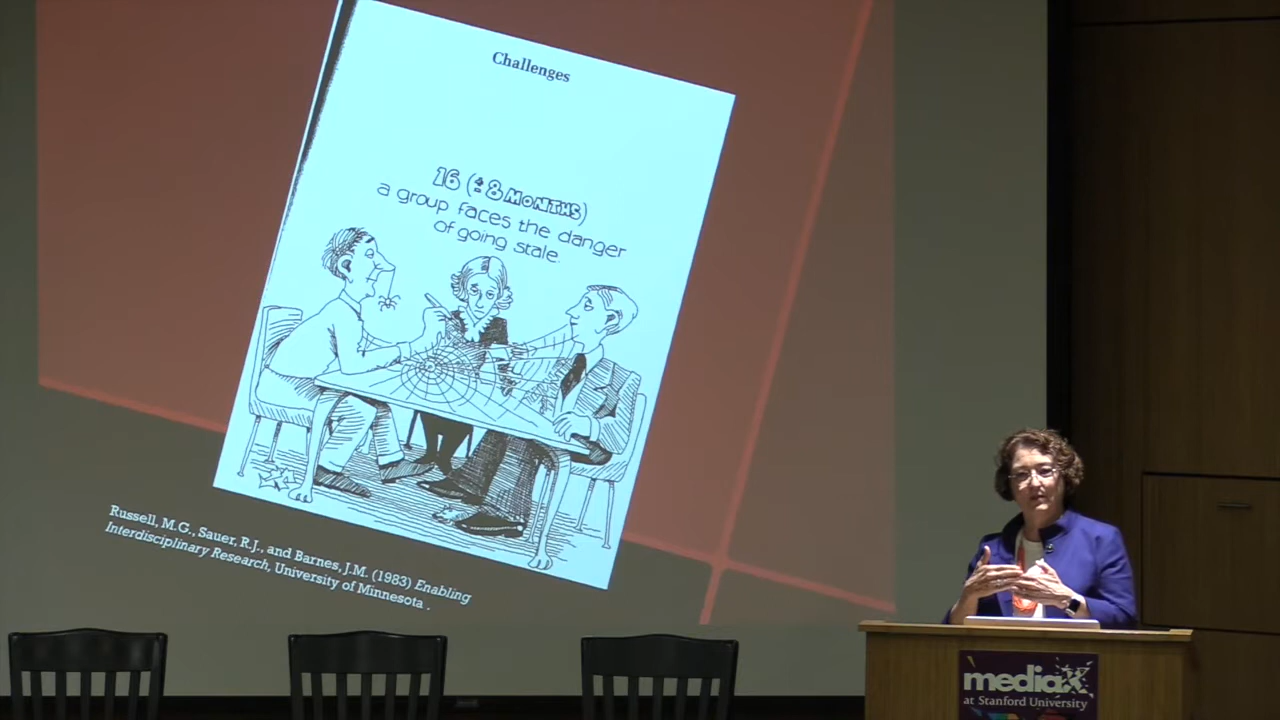 Challenges
16 (± 8 MONTHS)
a group faces the danger
of going stale.
Russell, M.G., Sauer, R.J., and Barnes, J.M. (1983) Enabling
Interdisciplinary Research, University of Minnesota .
mediaX
at Stanford University